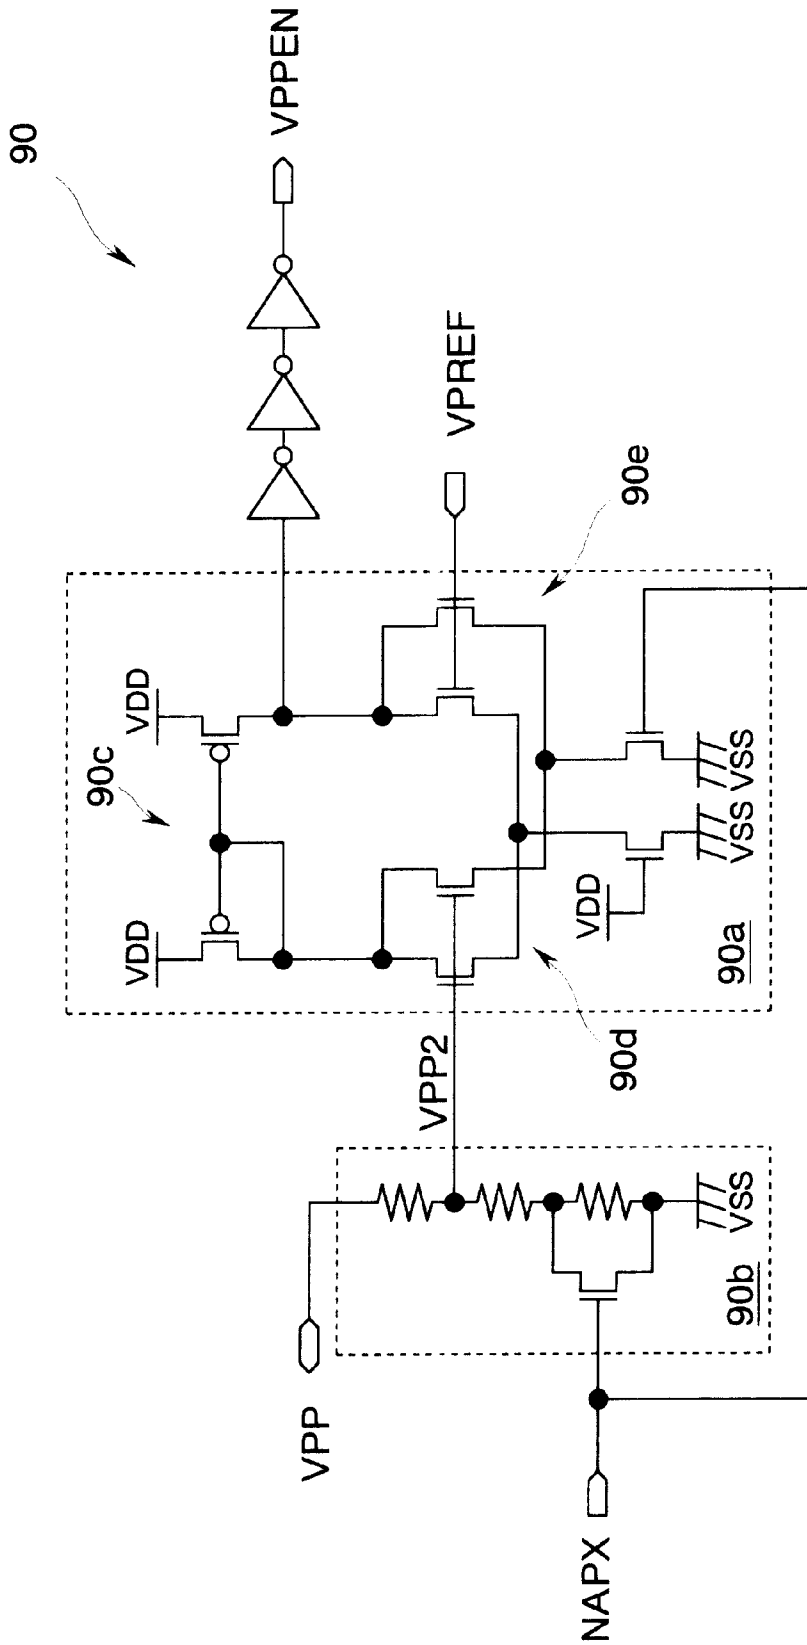 90
VPPEN
VPREF
90e
90c
VDD
VDD
VDD
VSS
VSS
90a
90d
VPP2
VSS
90b
VPP
NAPX